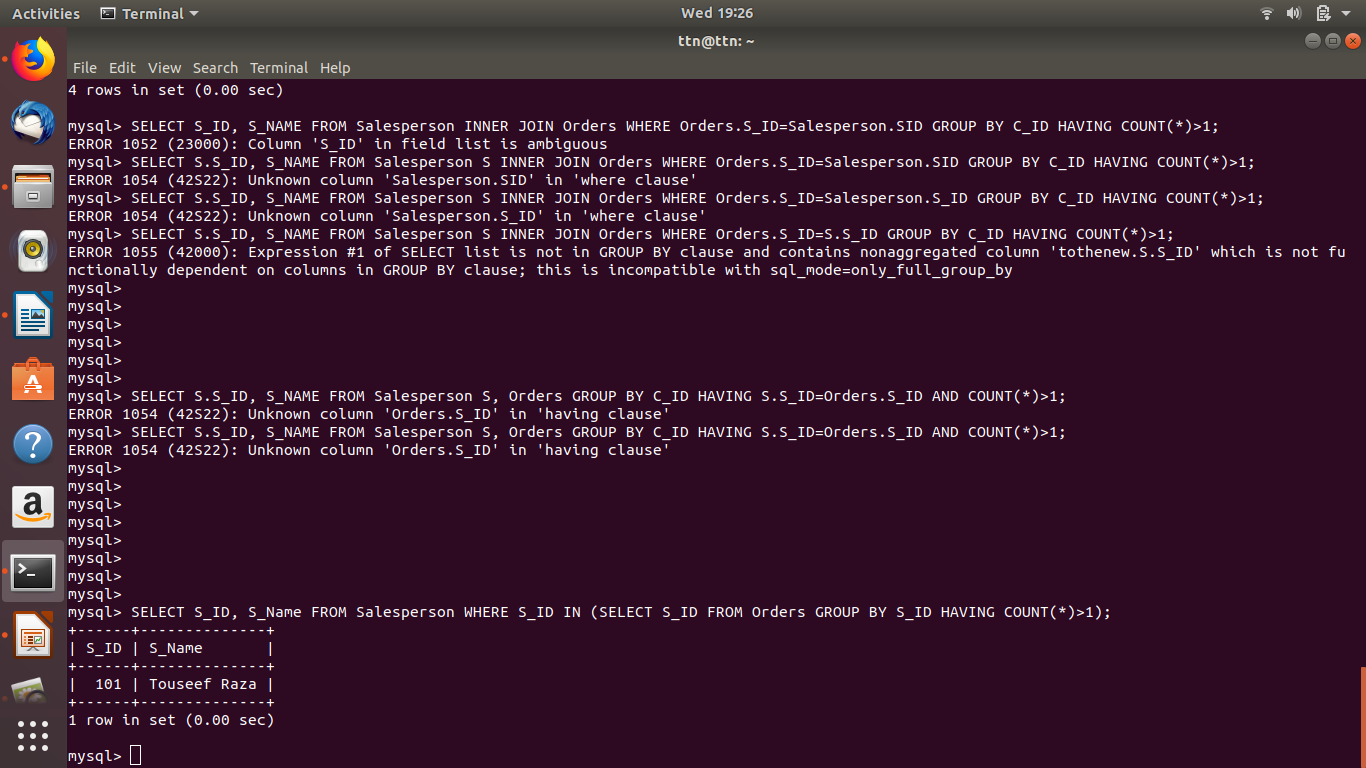 Activities Terminal Wed 19:26
ttn@ttn: ~
File Edit View Search Terminal Help
4 rows in set (0.00 sec)
mysql> SELECT S_ID, S_NAME FROM Salesperson INNER JOIN Orders WHERE Orders.S_ID=Salesperson.SID GROUP BY C_ID HAVING COUNT(*)>1;
ERROR 1052 (23000): Column 'S_ID' in field list is ambiguous
mysql> SELECT S.S_ID, S_NAME FROM Salesperson S INNER JOIN Orders WHERE Orders.S_ID=Salesperson.SID GROUP BY C_ID HAVING COUNT(*)>1;
ERROR 1054 (42S22): Unknown column 'Salesperson.SID' in 'where clause'
mysql> SELECT S.S_ID, S_NAME FROM Salesperson S INNER JOIN Orders WHERE Orders.S_ID=Salesperson.S_ID GROUP BY C_ID HAVING COUNT(*)>1;
ERROR 1054 (42S22): Unknown column 'Salesperson.S_ID' in 'where clause'
mysql> SELECT S.S_ID, S_NAME FROM Salesperson S INNER JOIN Orders WHERE Orders.S_ID=S.S_ID GROUP BY C_ID HAVING COUNT(*)>1;
ERROR 1055 (42000): Expression #1 of SELECT list is not in GROUP BY clause and contains nonaggregated column 'tothenew.S.S_ID' which is not fu
nctionally dependent on columns in GROUP BY clause; this is incompatible with sql_mode=only_full_group_by
mysql>
mysql>
mysql>
mysql>
mysql>
mysql>
mysql> SELECT S.S_ID, S_NAME FROM Salesperson S, Orders GROUP BY C_ID HAVING S.S_ID=Orders.S_ID AND COUNT(*)>1;
ERROR 1054 (42S22): Unknown column 'Orders.S_ID' in 'having clause'
mysql> SELECT S.S_ID, S_NAME FROM Salesperson S, Orders GROUP BY C_ID HAVING S.S_ID=Orders.S_ID AND COUNT(*)>1;
ERROR 1054 (42S22): Unknown column 'Orders.S_ID' in 'having clause'
mysql>
mysql>
mysql>
mysql>
mysql>
mysql>
mysql>
mysql>
mysql> SELECT S_ID, S_Name FROM Salesperson WHERE S_ID IN (SELECT S_ID FROM Orders GROUP BY S_ID HAVING COUNT(*)>1);
+------+--------------+
| S_ID | S_Name       |
+------+--------------+
|  101 | Touseef Raza |
+------+--------------+
1 row in set (0.00 sec)
mysql>